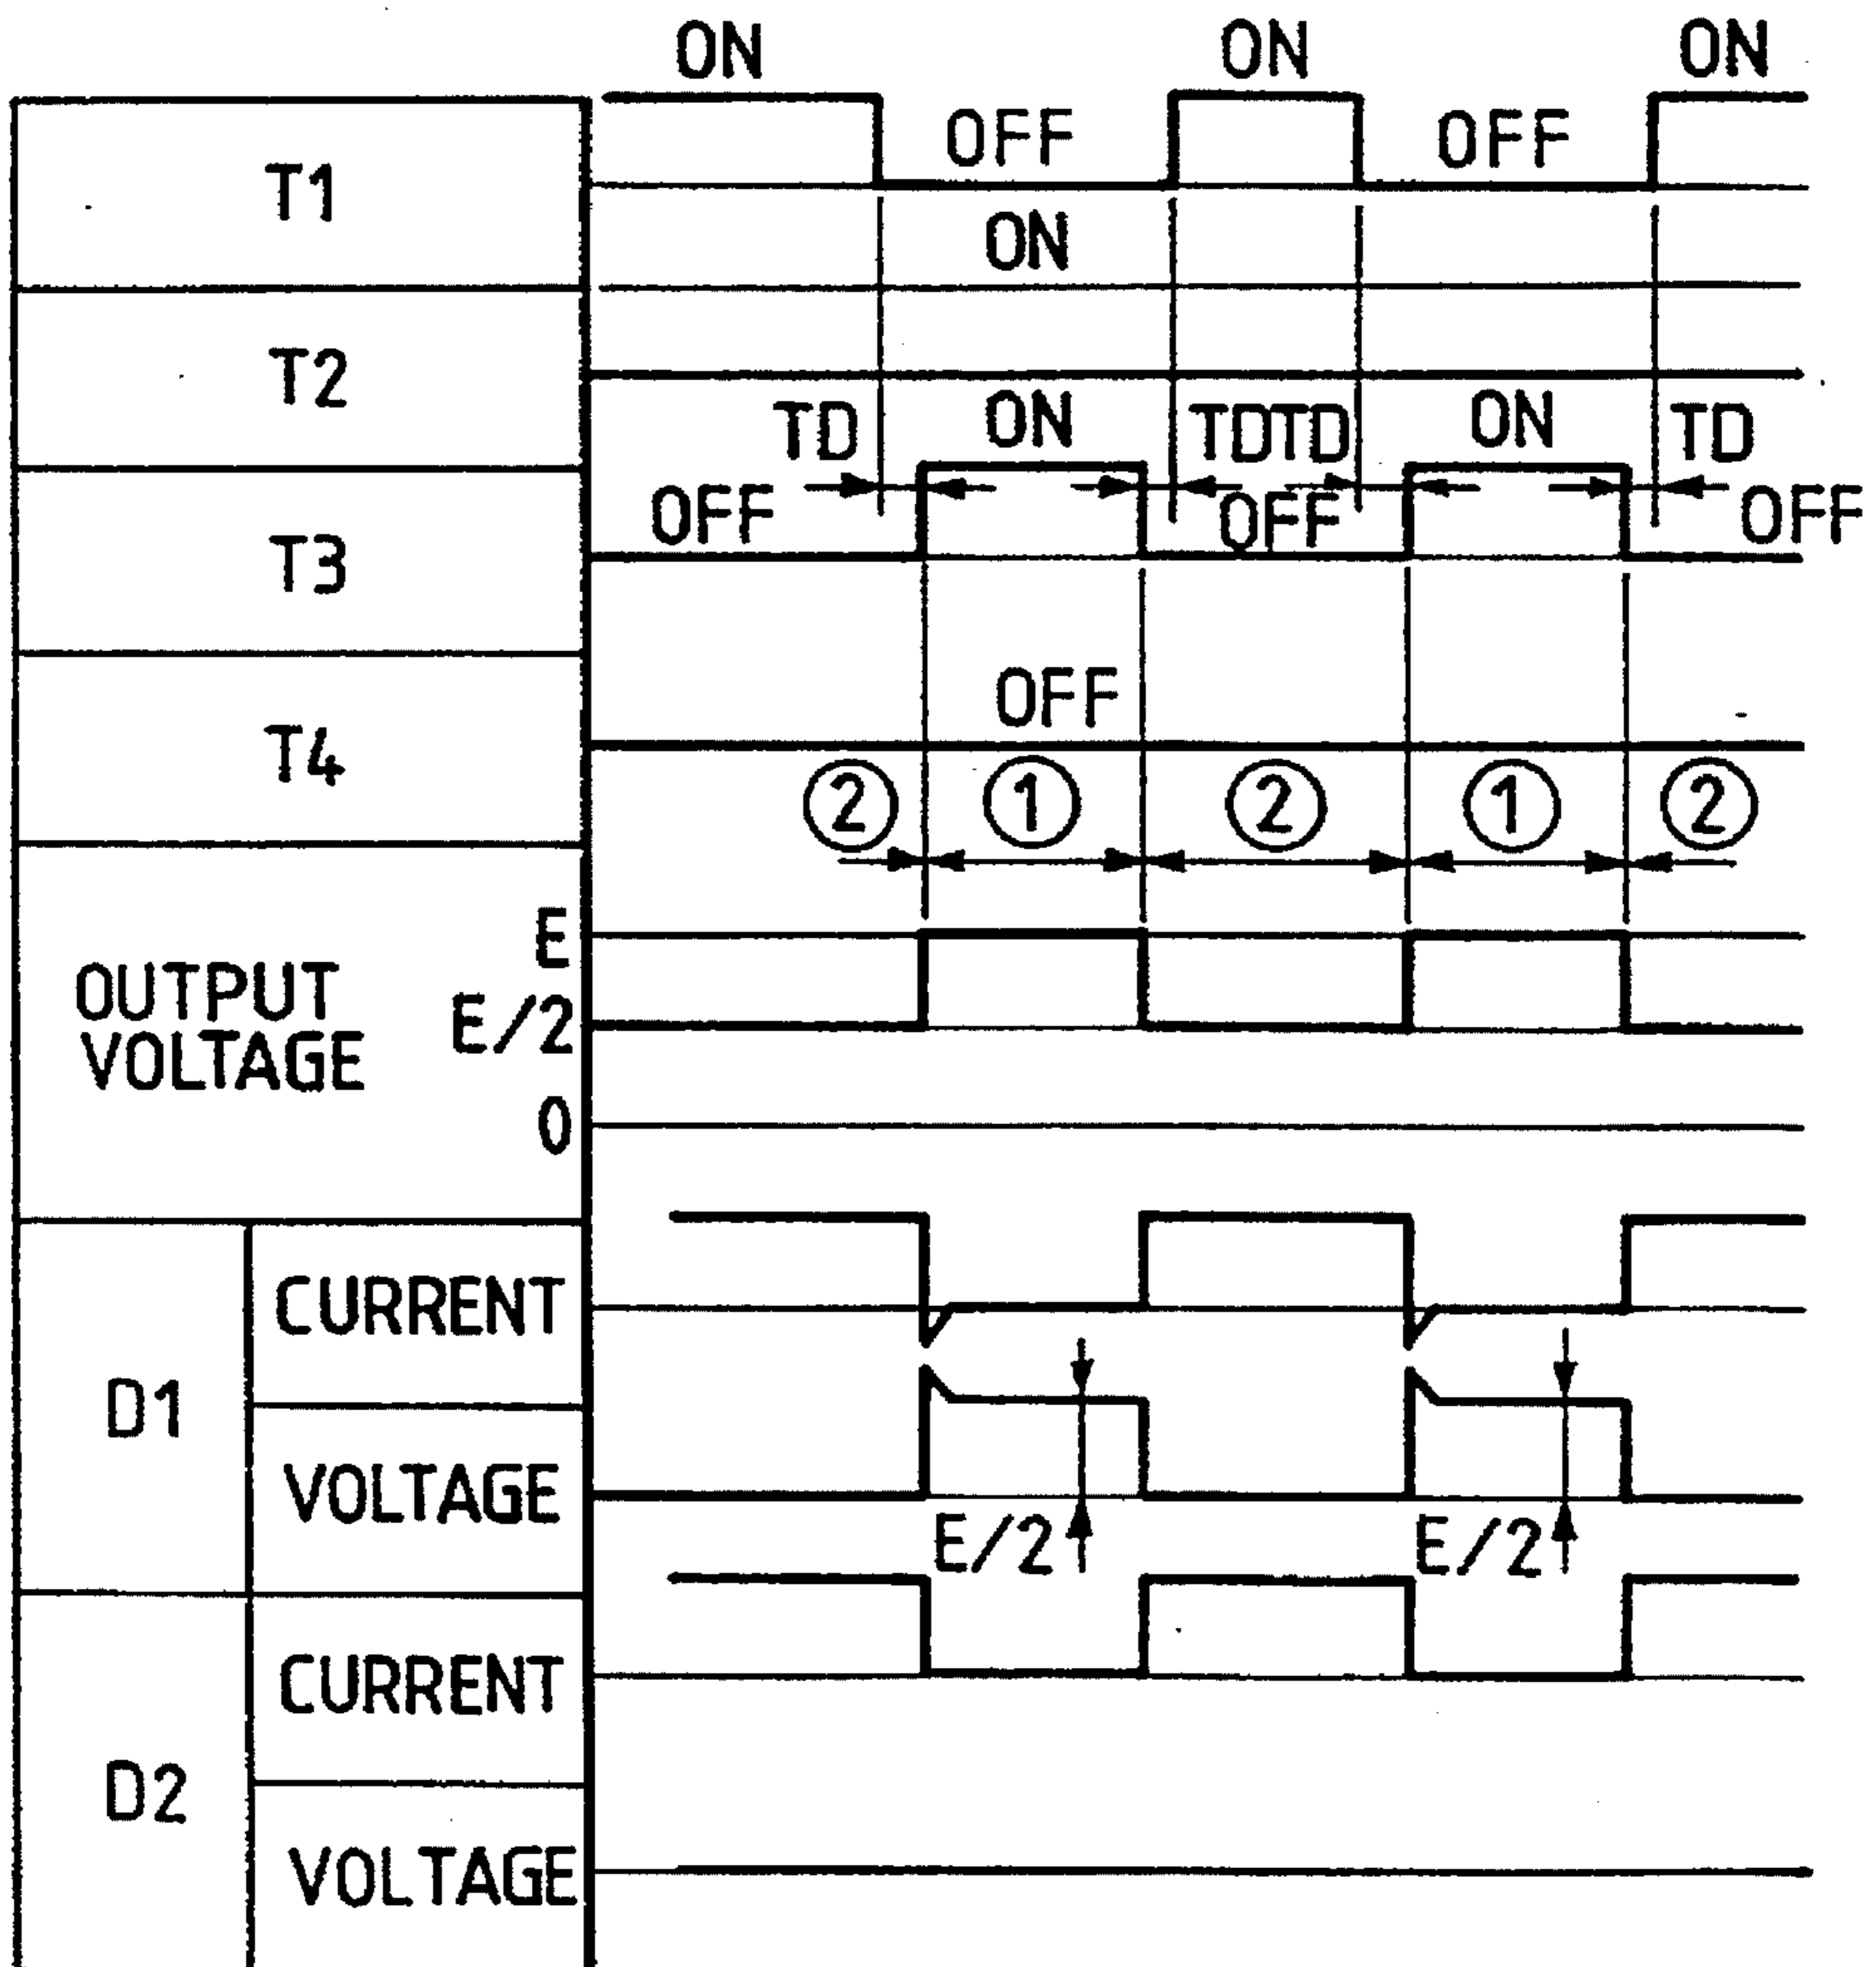 ON ON ON
OFF OFF
T1
ON
T2
TD ON TDTD ON TD
OFF OFF OFF
T3
OFF
T4
② ① ② ① ②
E
OUTPUT
VOLTAGE
E/2
0
CURRENT
D1
VOLTAGE
E/2 E/2
CURRENT
D2
VOLTAGE